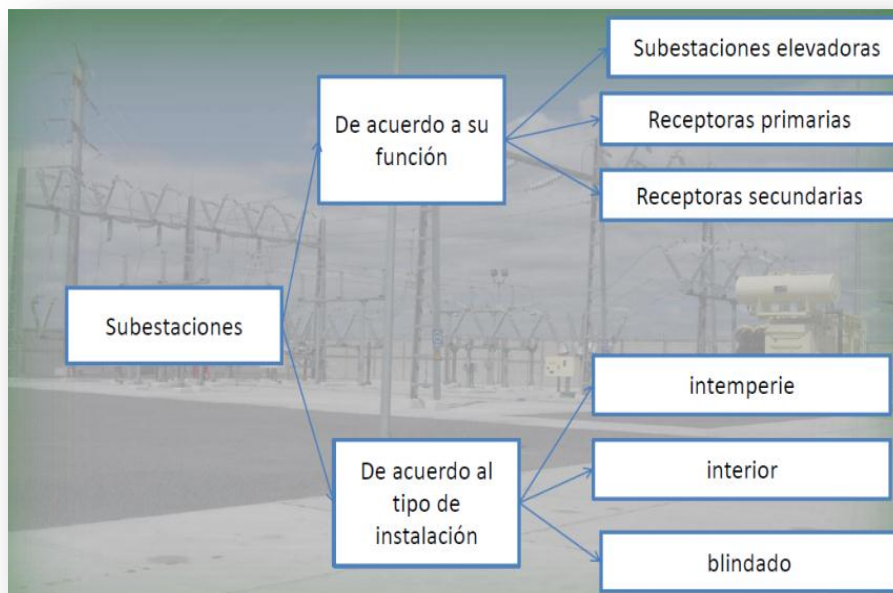 Subestaciones
De acuerdo a su
función
Subestaciones elevadoras
Receptoras primarias
Receptoras secundarias
De acuerdo al
tipo de
instalación
intemperie
interior
blindado